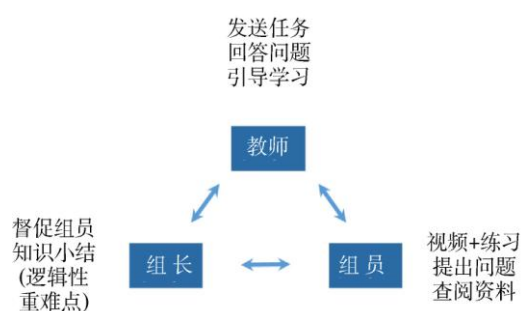 发送任务
回答问题
引导学习
教师
督促组员
知识小结
(逻辑性
重难点)
组长
组员
视频+练习
提出问题
查阅资料